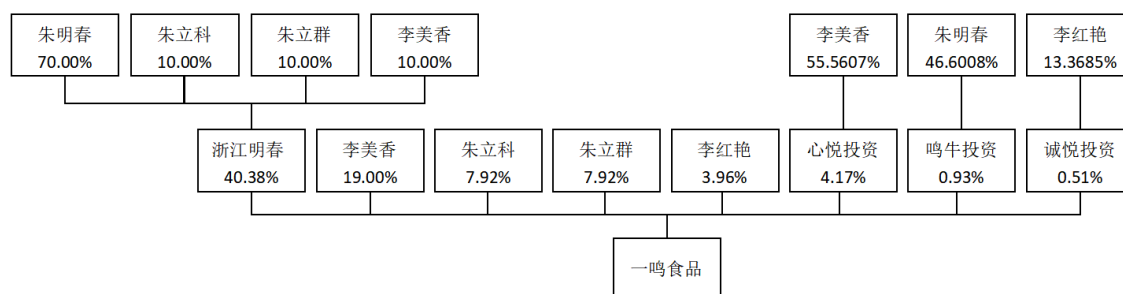 朱明春
70.00%
朱立科
10.00%
朱立群
10.00%
李美香
10.00%
李美香
55.5607%
朱明春
46.6008%
李红艳
13.3685%
浙江明春
40.38%
李美香
19.00%
朱立科
7.92%
朱立群
7.92%
李红艳
3.96%
心悦投资
4.17%
鸣牛投资
0.93%
诚悦投资
0.51%
一鸣食品